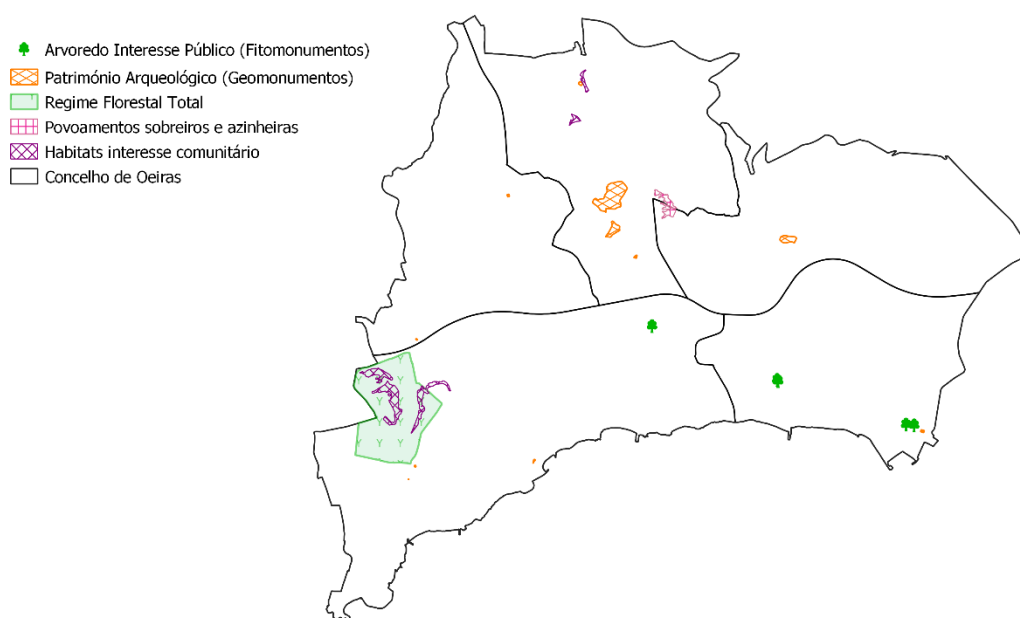 Arvoredo Interesse Público (Fitomonumentos)
Património Arqueológico (Geomonumentos)
Regime Florestal Total
Povoamentos sobreiros e azinheiras
Habitats interesse comunitário
Concelho de Oeiras